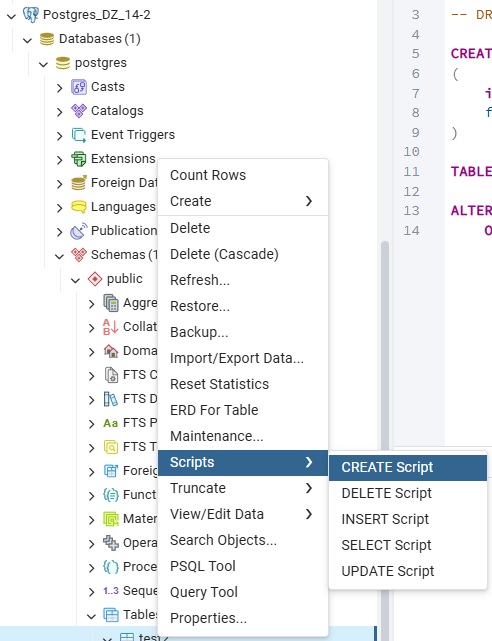 Postgres_DZ_14-2
Databases (1)
postgres
Casts
Catalogs
Event Triggers
Extensions
Foreign Dat
Languages
Publication
Schemas (1
public
Aggre
Collat
Doma
FTS C
FTS D
FTS P
FTS T
Foreig
Funct
Mater
Opera
Proce
1..3 Seque
Tables
test2
Count Rows
Create
Delete
Delete (Cascade)
Refresh...
Restore...
Backup...
Import/Export Data...
Reset Statistics
ERD For Table
Maintenance...
Scripts
Truncate
View/Edit Data
Search Objects...
PSQL Tool
Query Tool
Properties...
CREATE Script
DELETE Script
INSERT Script
SELECT Script
UPDATE Script
3 -- DR
4
5 CREAT
6 (
7 i
8 f
9 )
10
11 TABLE
12
13 ALTER
14 O